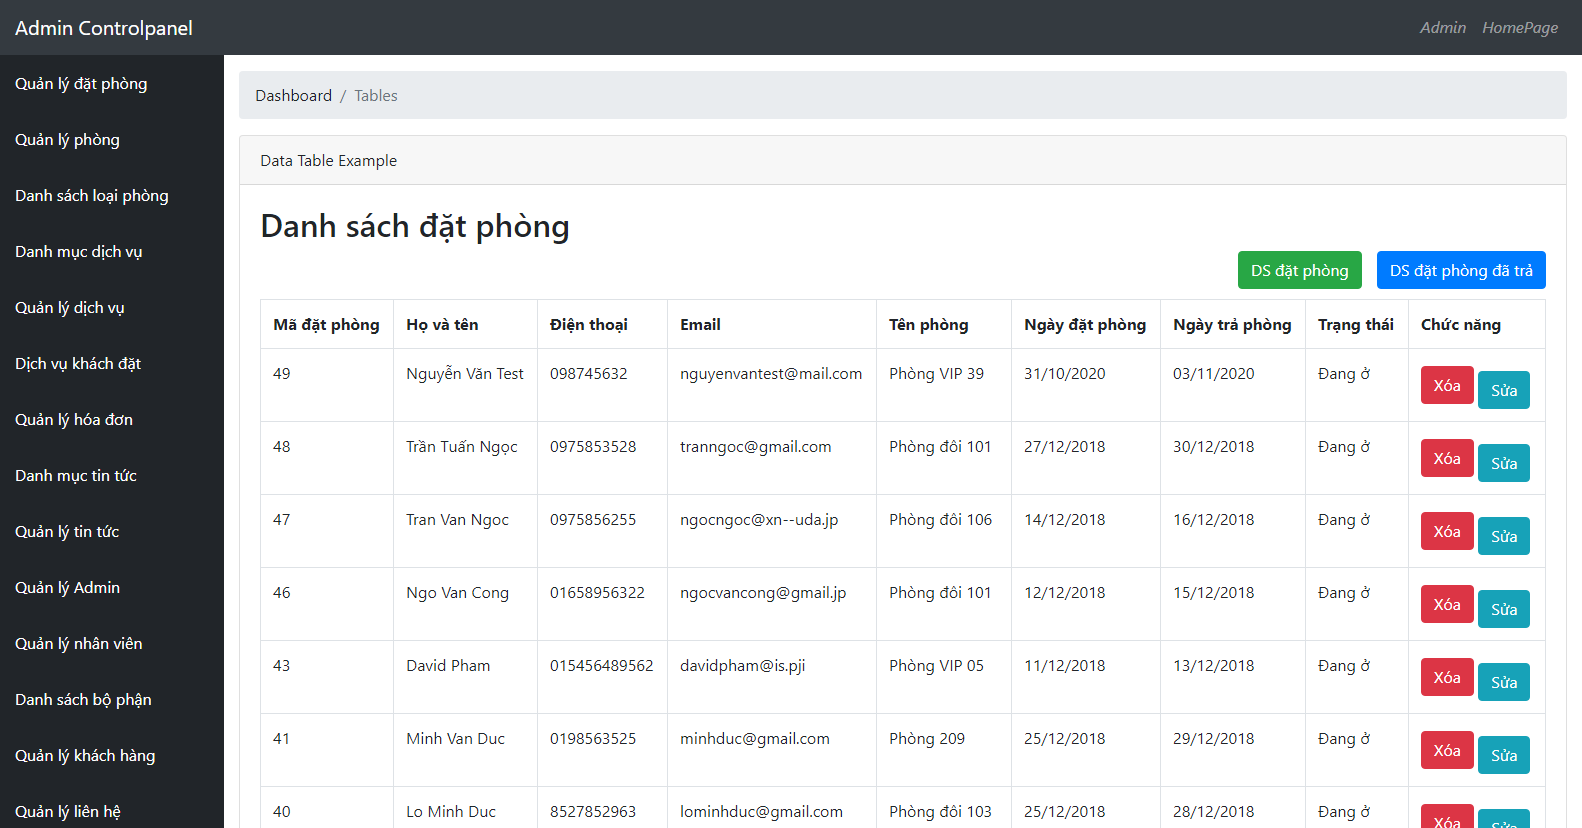 Admin Controlpanel
Admin HomePage
Quản lý đặt phòng
Quản lý phòng
Danh sách loại phòng
Danh mục dịch vụ
Quản lý dịch vụ
Dịch vụ khách đặt
Quản lý hóa đơn
Danh mục tin tức
Quản lý tin tức
Quản lý Admin
Quản lý nhân viên
Danh sách bộ phận
Quản lý khách hàng
Quản lý liên hệ
Dashboard / Tables
Data Table Example
Danh sách đặt phòng
DS đặt phòng DS đặt phòng đã trả
Mã đặt phòng Họ và tên Điện thoại Email Tên phòng Ngày đặt phòng Ngày trả phòng Trạng thái Chức năng
49 Nguyễn Văn Test 098745632 nguyenvantest@mail.com Phòng VIP 39 31/10/2020 03/11/2020 Đang ở Xóa Sửa
48 Trần Tuấn Ngọc 0975853528 tranngoc@gmail.com Phòng đôi 101 27/12/2018 30/12/2018 Đang ở Xóa Sửa
47 Tran Van Ngoc 0975856255 ngocngoc@xn--uda.jp Phòng đôi 106 14/12/2018 16/12/2018 Đang ở Xóa Sửa
46 Ngo Van Cong 01658956322 ngocvancong@gmail.jp Phòng đôi 101 12/12/2018 15/12/2018 Đang ở Xóa Sửa
43 David Pham 015456489562 davidpham@is.pji Phòng VIP 05 11/12/2018 13/12/2018 Đang ở Xóa Sửa
41 Minh Van Duc 0198563525 minhduc@gmail.com Phòng 209 25/12/2018 29/12/2018 Đang ở Xóa Sửa
40 Lo Minh Duc 8527852963 lominhduc@gmail.com Phòng đôi 103 25/12/2018 28/12/2018 Đang ở Xóa Sửa